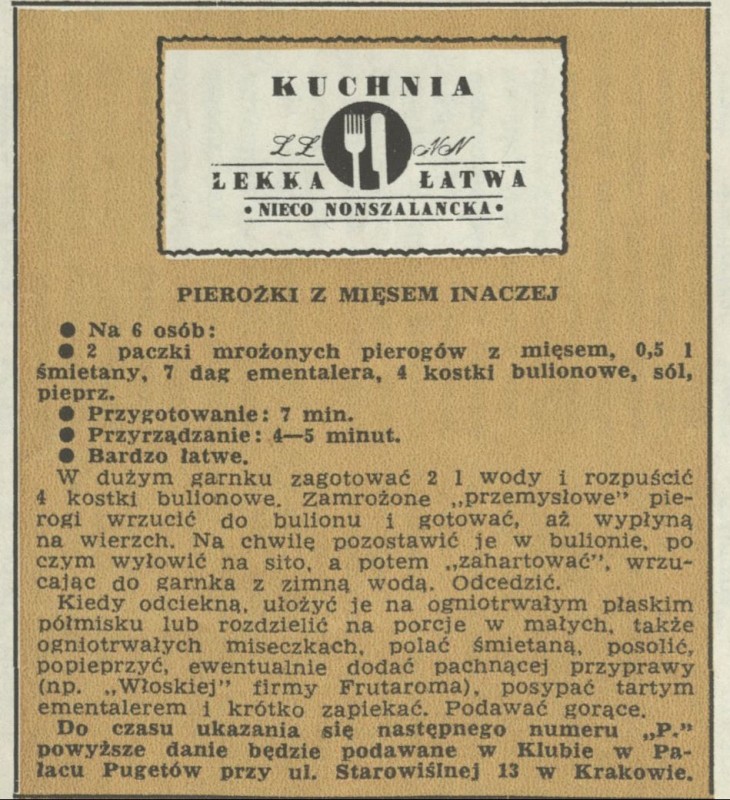 KUCHNIA
LŁ NN
LEKKA ŁATWA
• NIECO NONSZALANCKA •
PIEROŻKI Z MIĘSEM INACZEJ
● Na 6 osób:
● 2 paczki mrożonych pierogów z mięsem, 0,5 l
śmietany, 7 dag ementalera, 4 kostki bulionowe, sól,
pieprz.
● Przygotowanie: 7 min.
● Przyrządzanie: 4—5 minut.
● Bardzo łatwe.
W dużym garnku zagotować 2 l wody i rozpuścić
4 kostki bulionowe. Zamrożone „przemysłowe” pie-
rogi wrzucić do bulionu i gotować, aż wypłyną
na wierzch. Na chwilę pozostawić je w bulionie, po
czym wyłowić na sito, a potem „zahartować”, wrzu-
cając do garnka z zimną wodą. Odcedzić.
Kiedy odciekną, ułożyć je na ogniotrwałym płaskim
półmisku lub rozdzielić na porcje w małych, także
ogniotrwałych miseczkach, polać śmietaną, posolić,
popieprzyć, ewentualnie dodać pachnącej przyprawy
(np. „Włoskiej” firmy Frutaroma), posypać tartym
ementalerem i krótko zapiekać. Podawać gorące.
Do czasu ukazania się następnego numeru „P.”
powyższe danie będzie podawane w Klubie w Pa-
łacu Pugetów przy ul. Starowiślnej 13 w Krakowie.